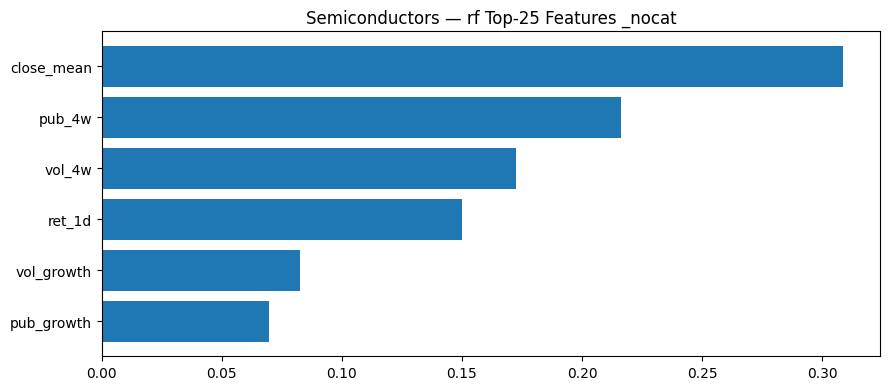 Semiconductors — rf Top-25 Features _nocat
close_mean
pub_4w
vol_4w
ret_1d
vol_growth
pub_growth
0.00 0.05 0.10 0.15 0.20 0.25 0.30